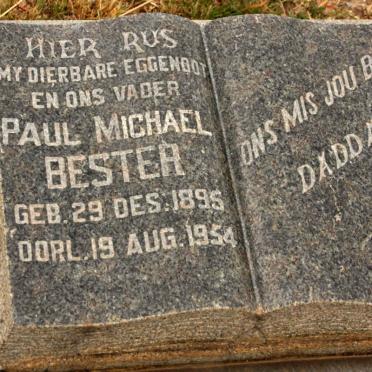 HIER RUS
MY DIERBARE EGGENOOT
EN ONS VADER
PAUL MICHAEL
BESTER
GEB. 29 DES. 1895
OORL. 19 AUG. 1954
ONS MIS JOU